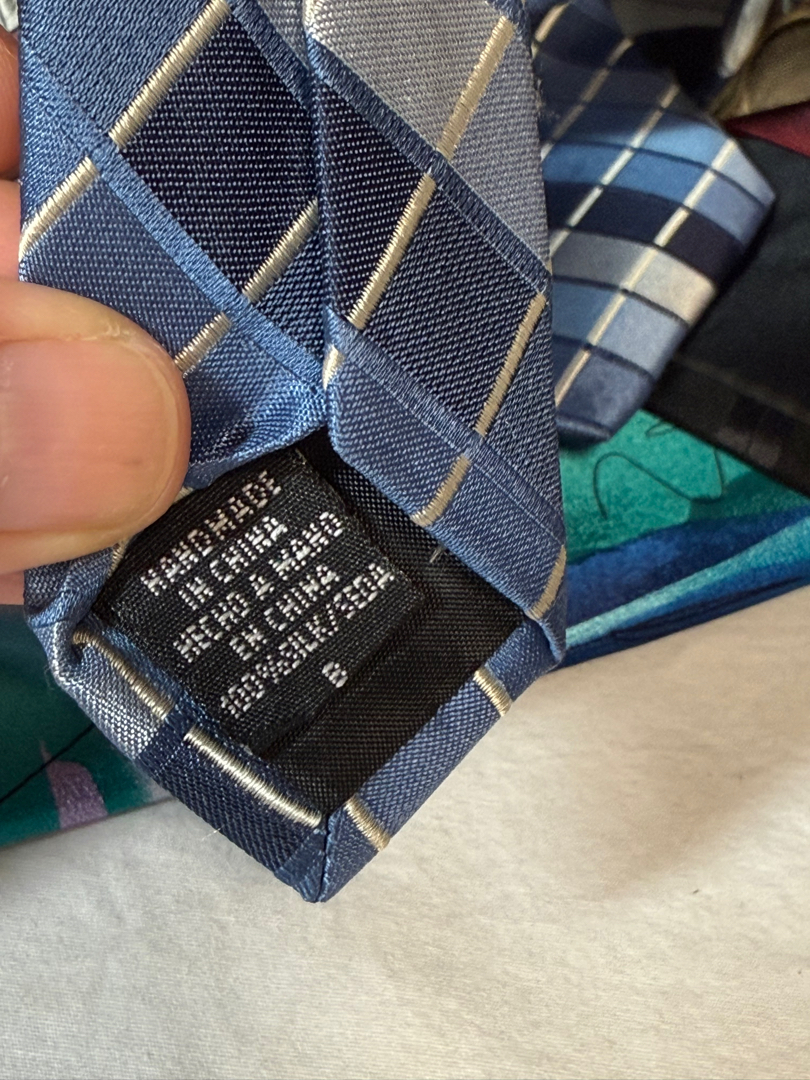 HANDMADE
IN CHINA
HECHO A MANO
EN CHINA
100%SILK/SEDA
B